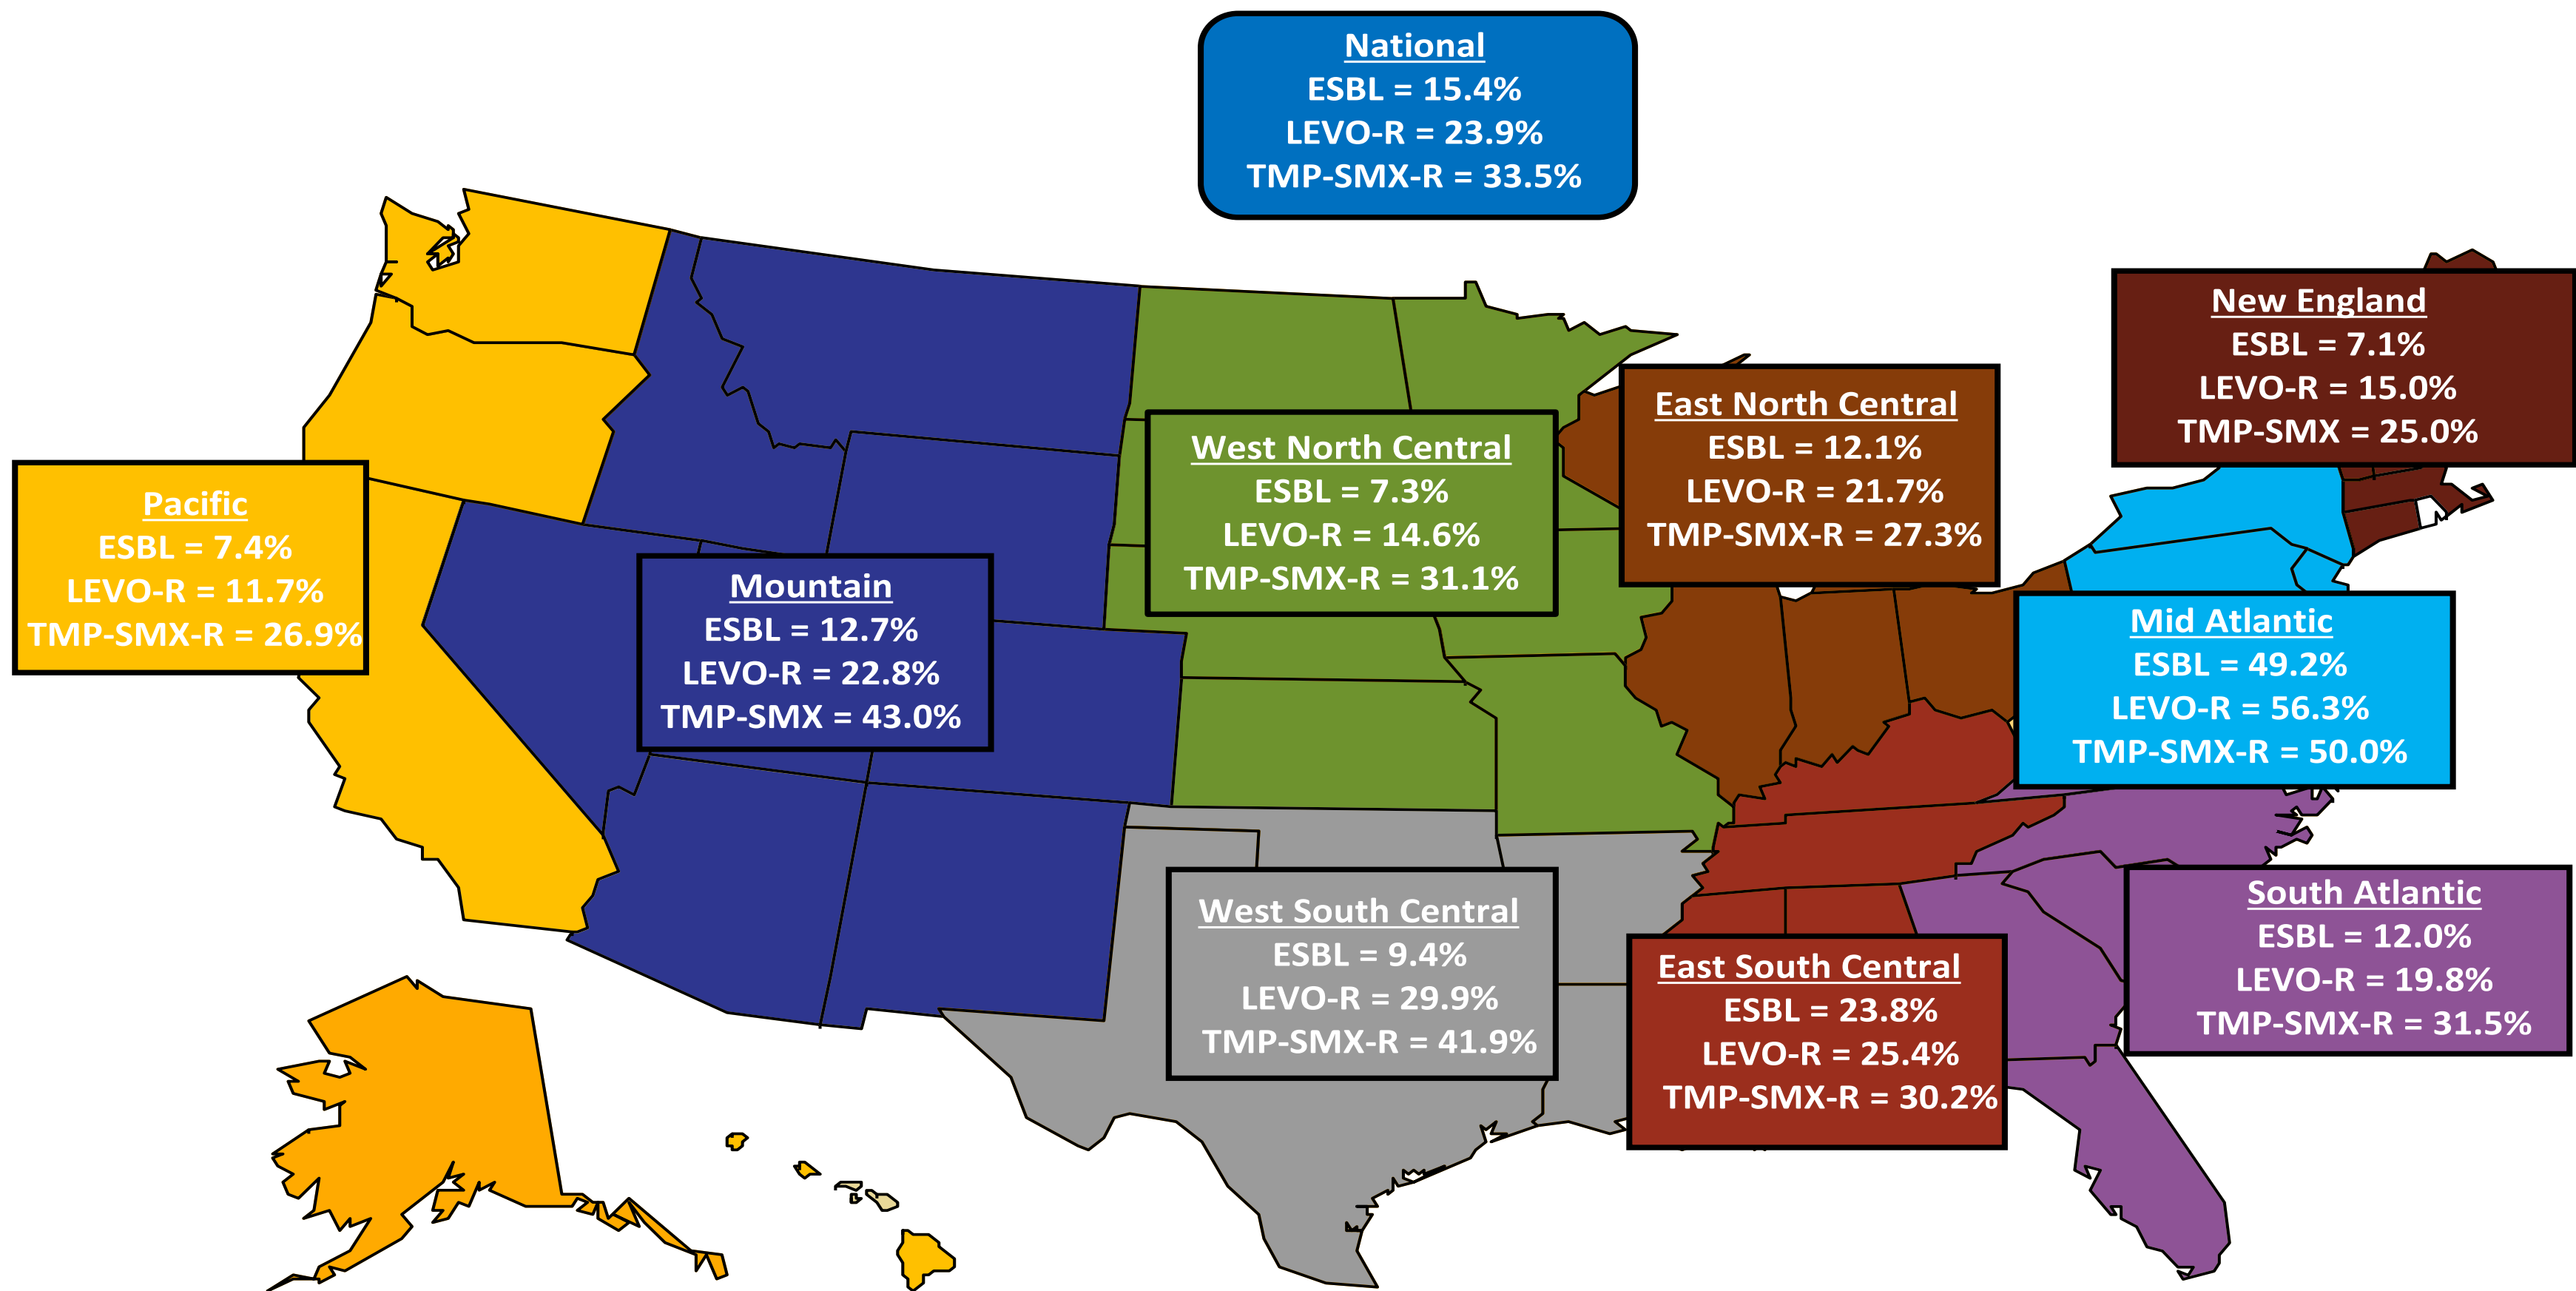 National
ESBL = 15.4%
LEVO-R = 23.9%
TMP-SMX-R = 33.5%
New England
ESBL = 7.1%
LEVO-R = 15.0%
TMP-SMX = 25.0%
East North Central
ESBL = 12.1%
LEVO-R = 21.7%
TMP-SMX-R = 27.3%
West North Central
ESBL = 7.3%
LEVO-R = 14.6%
TMP-SMX-R = 31.1%
Pacific
ESBL = 7.4%
LEVO-R = 11.7%
TMP-SMX-R = 26.9%
Mountain
ESBL = 12.7%
LEVO-R = 22.8%
TMP-SMX = 43.0%
Mid Atlantic
ESBL = 49.2%
LEVO-R = 56.3%
TMP-SMX-R = 50.0%
West South Central
ESBL = 9.4%
LEVO-R = 29.9%
TMP-SMX-R = 41.9%
East South Central
ESBL = 23.8%
LEVO-R = 25.4%
TMP-SMX-R = 30.2%
South Atlantic
ESBL = 12.0%
LEVO-R = 19.8%
TMP-SMX-R = 31.5%